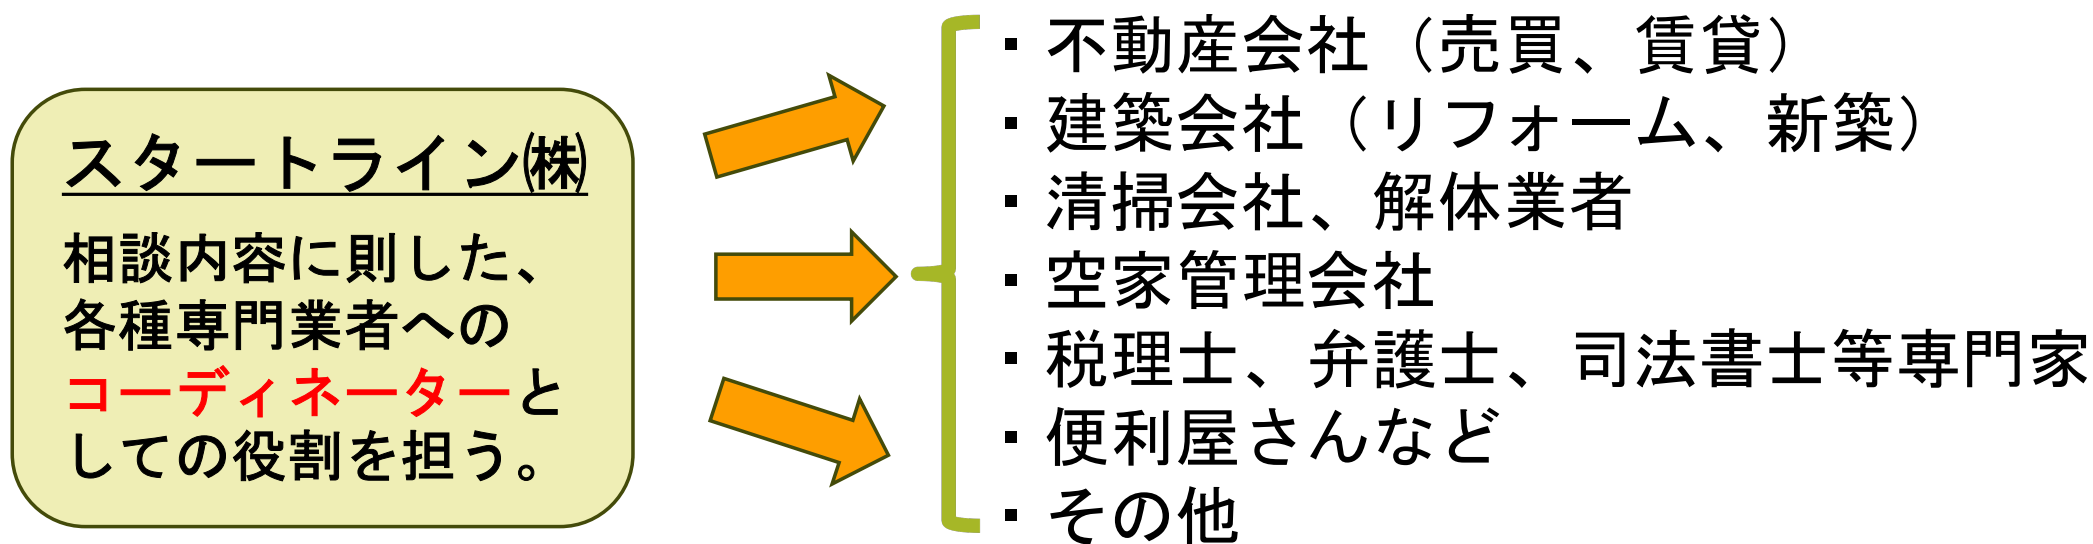 スタートライン㈱
相談内容に則した、
各種専門業者への
コーディネーターと
しての役割を担う。
・不動産会社（売買、賃貸）
・建築会社（リフォーム、新築）
・清掃会社、解体業者
・空家管理会社
・税理士、弁護士、司法書士等専門家
・便利屋さんなど
・その他